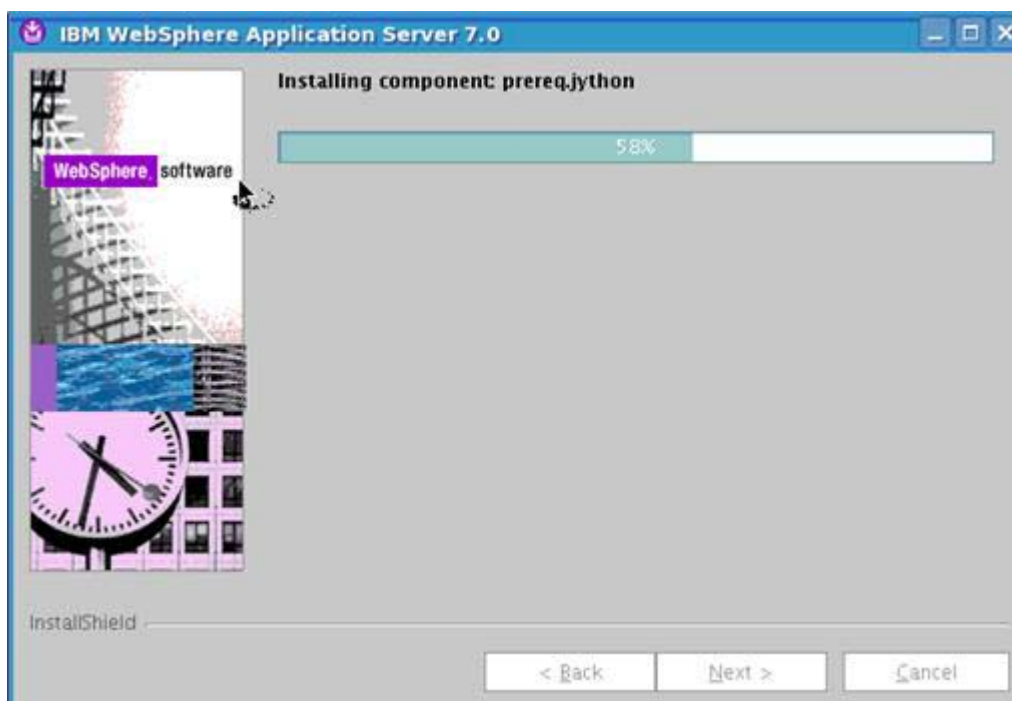 IBM WebSphere Application Server 7.0
Installing component: prereq.jython
58%
WebSphere. software
InstallShield
< Back
Next >
Cancel